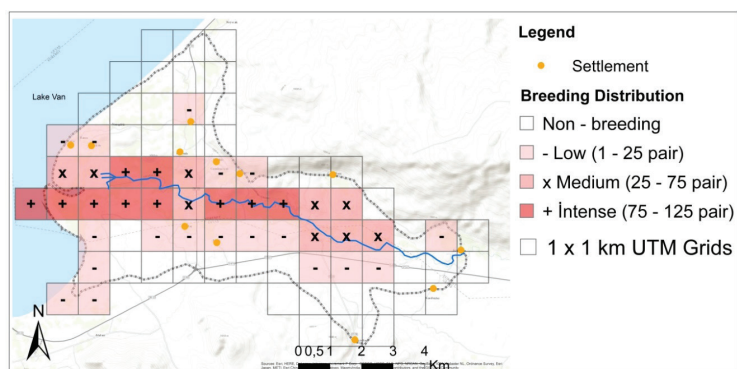 Lake Van
-
- -
x x + + x - -
+ + + + + x + + + x x
- - - - - - x x x -
- - - -
- -
N
0 0,5 1 2 3 4
Km
Legend
Settlement
Breeding Distribution
Non - breeding
- Low (1 - 25 pair)
x Medium (25 - 75 pair)
+ İntense (75 - 125 pair)
1 x 1 km UTM Grids